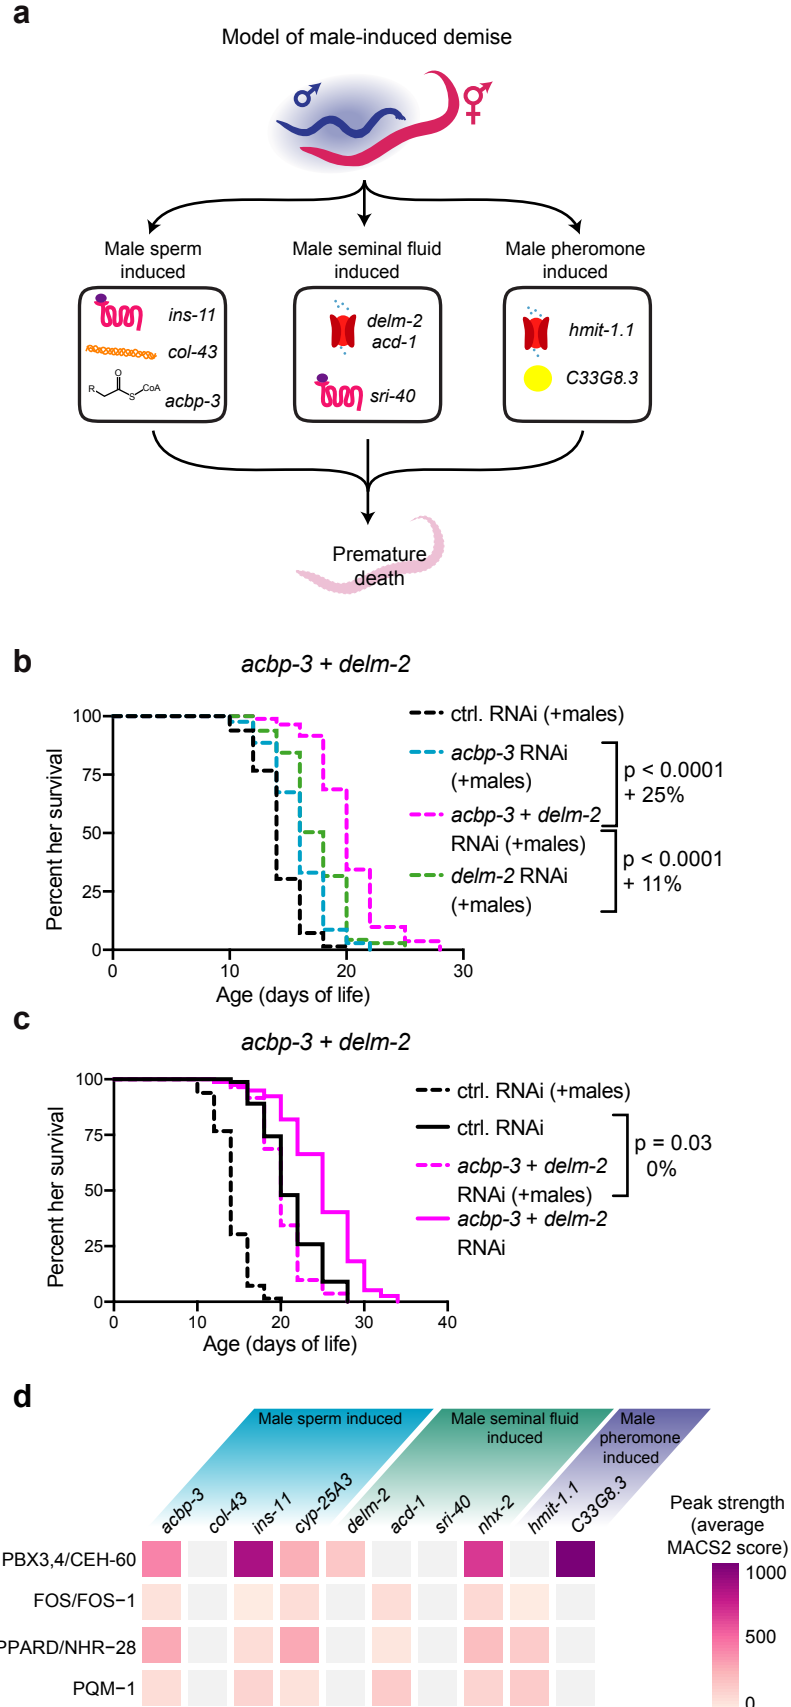 a
Model of male-induced demise
♂
⚥
Male sperm
induced
Male seminal fluid
induced
Male pheromone
induced
ins-11
col-43
O
R
S
CoA
acbp-3
delm-2
acd-1
sri-40
hmit-1.1
C33G8.3
Premature
death
b
acbp-3 + delm-2
Percent her survival
100
75
50
25
0
0 10 20 30
Age (days of life)
ctrl. RNAi (+males)
acbp-3 RNAi
(+males)
acbp-3 + delm-2
RNAi (+males)
delm-2 RNAi
(+males)
p < 0.0001
+ 25%
p < 0.0001
+ 11%
c
acbp-3 + delm-2
Percent her survival
100
75
50
25
0
0 10 20 30 40
Age (days of life)
ctrl. RNAi (+males)
ctrl. RNAi
acbp-3 + delm-2
RNAi (+males)
acbp-3 + delm-2
RNAi
p = 0.03
0%
d
Male sperm induced
Male seminal fluid
induced
Male
pheromone
induced
acbp-3
col-43
ins-11
cyp-25A3
delm-2
acd-1
sri-40
nhx-2
hmit-1.1
C33G8.3
PBX3,4/CEH-60
FOS/FOS−1
PPARD/NHR−28
PQM−1
Peak strength
(average
MACS2 score)
1000
500
0